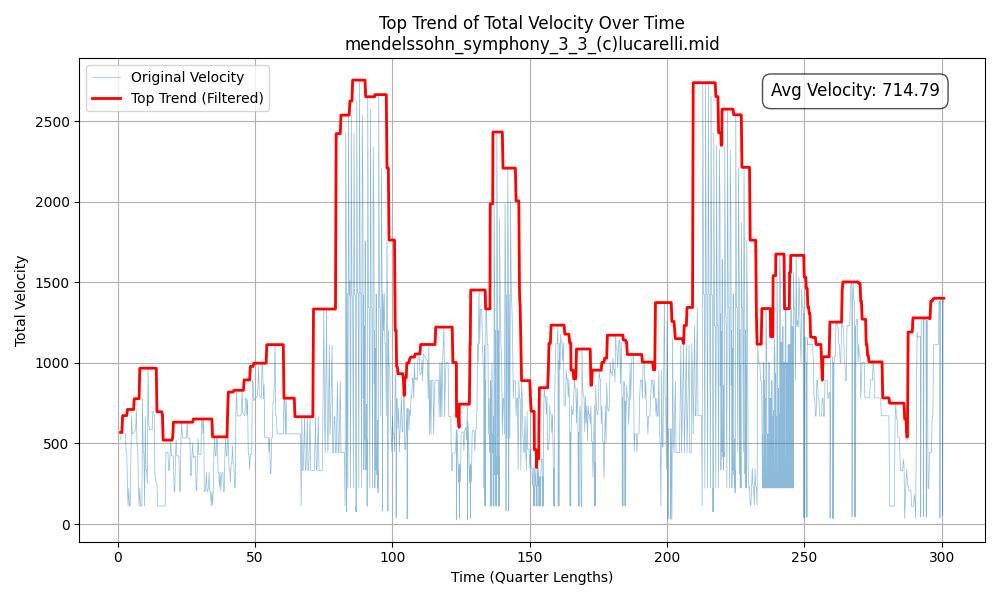 Top Trend of Total Velocity Over Time
mendelssohn_symphony_3_3_(c)lucarelli.mid
Original Velocity
Top Trend (Filtered)
Avg Velocity: 714.79
Total Velocity
2500
2000
1500
1000
500
0
0 50 100 150 200 250 300
Time (Quarter Lengths)